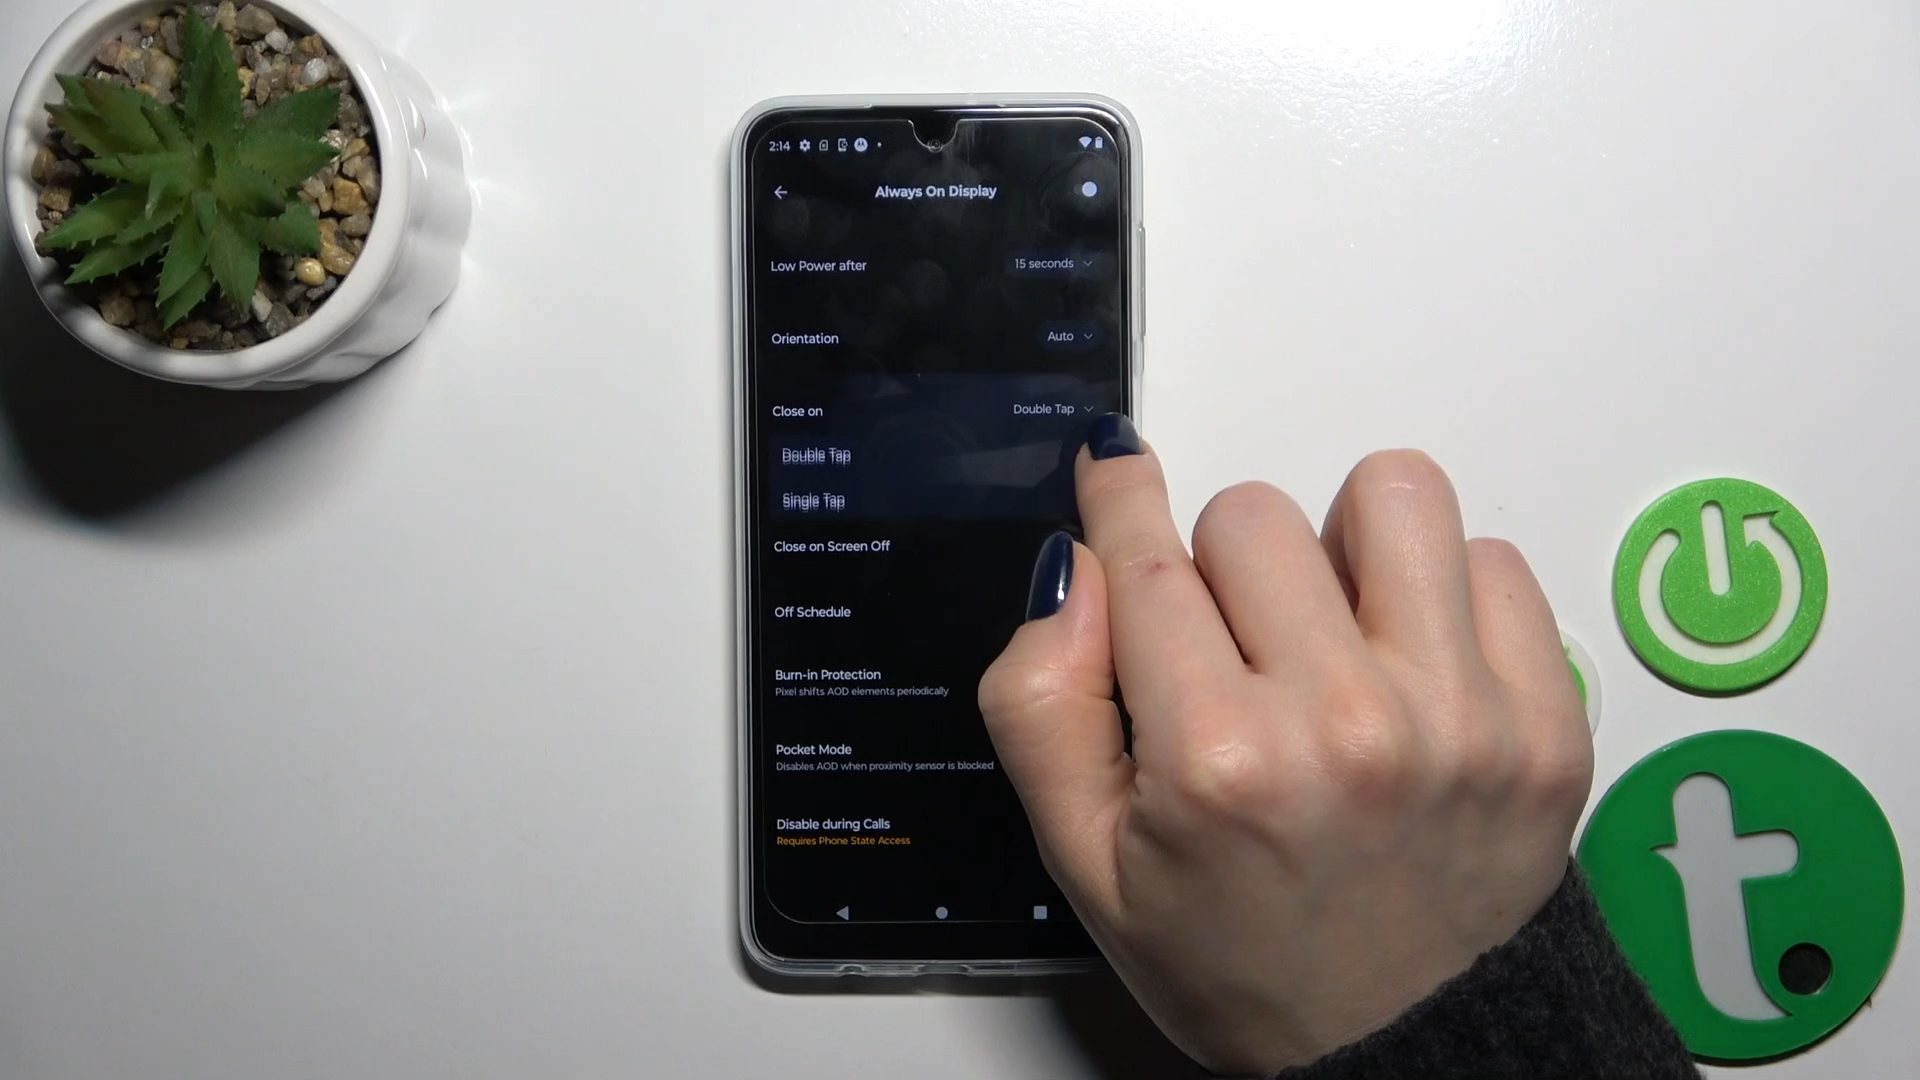 2:14
Always On Display
Low Power after 15 seconds
Orientation Auto
Close on Double Tap
Double Tap
Single Tap
Close on Screen Off
Off Schedule
Burn-in Protection
Pixel shifts AOD elements periodically
Pocket Mode
Disables AOD when proximity sensor is blocked
Disable during Calls
Requires Phone State Access
t